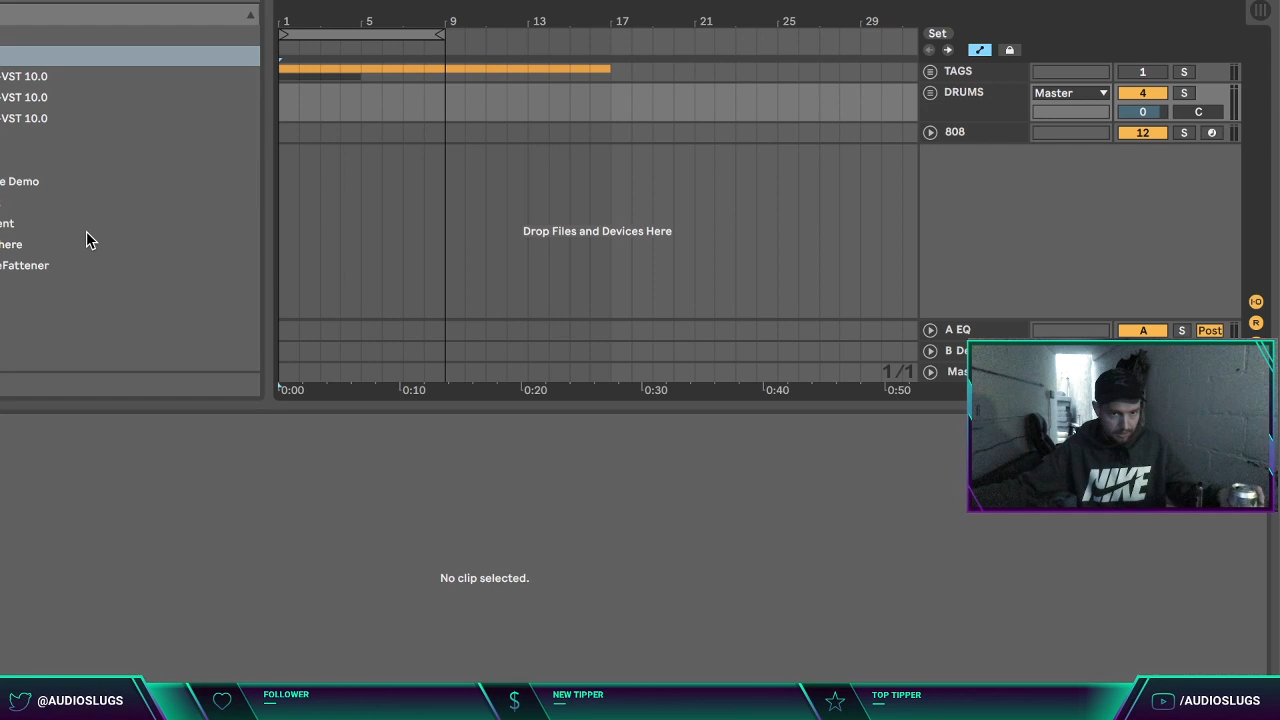 1 5 9 13 17 21 25 29
Set
-VST 10.0
-VST 10.0
-VST 10.0
e Demo
ent
here
eFattener
TAGS 1 S
DRUMS Master 4 S
0 C
808 12 S
Drop Files and Devices Here
A EQ A S Post
B De
Mas
1/1
0:00 0:10 0:20 0:30 0:40 0:50
I-O
R
NIKE
No clip selected.
@AUDIOSLUGS
FOLLOWER
NEW TIPPER
$
TOP TIPPER
/AUDIOSLUGS